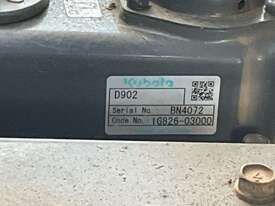 Kubota
D902
Serial No. BN4072
Code No. 1G826-03000